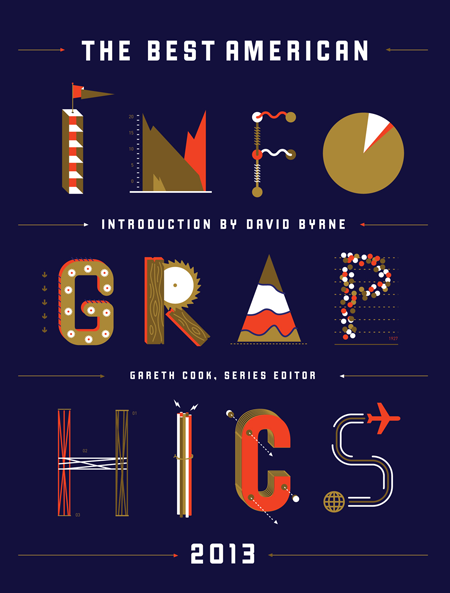 THE BEST AMERICAN
INFO
INTRODUCTION BY DAVID BYRNE
GRAP
GARETH COOK, SERIES EDITOR
HICS
2013